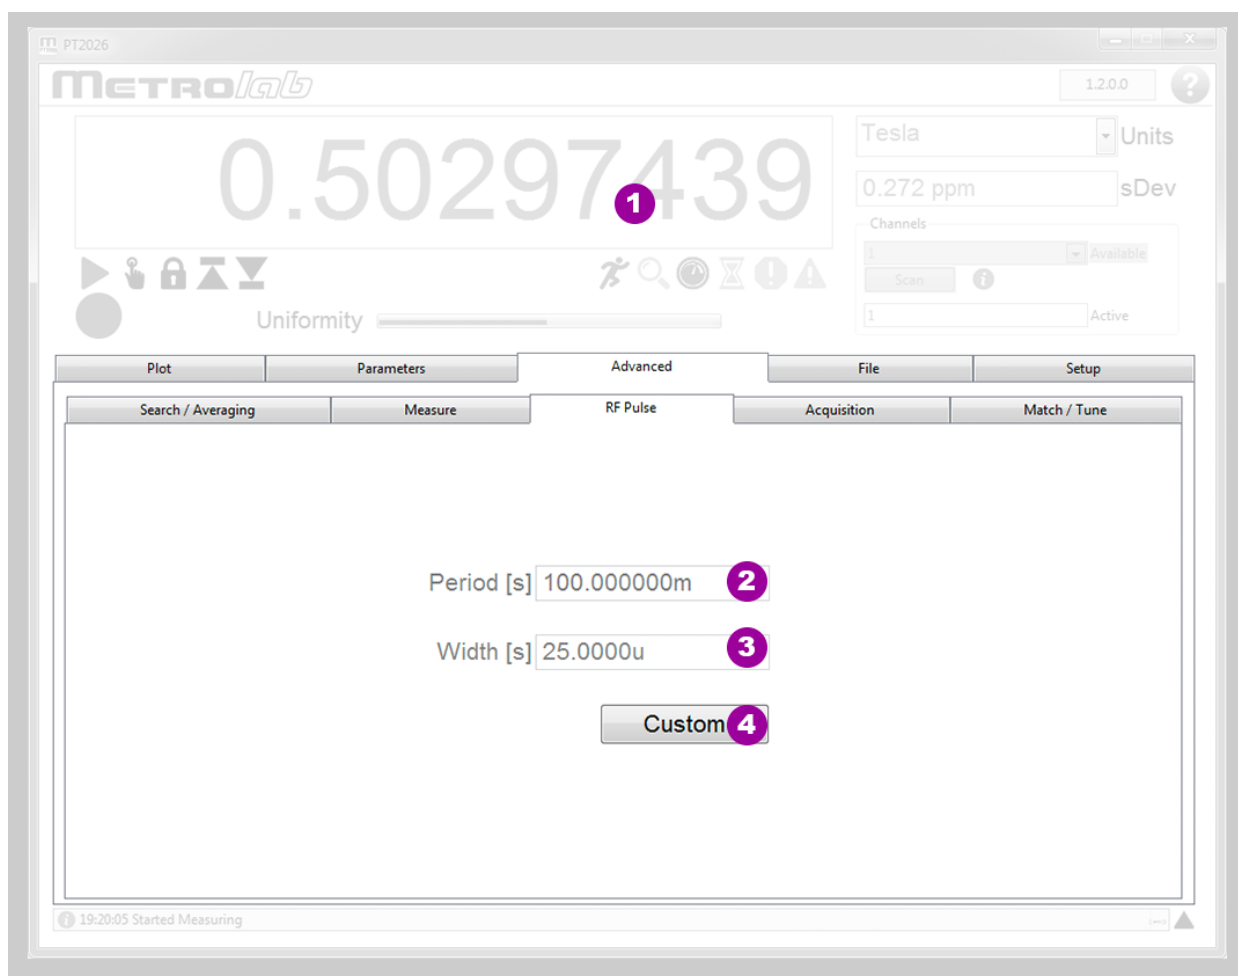 PT2026
METROlab
1.2.0.0
?
0.50297439
1
Tesla
Units
0.272 ppm
sDev
Channels
1
Available
Scan
i
1
Active
Uniformity
Plot
Parameters
Advanced
File
Setup
Search / Averaging
Measure
RF Pulse
Acquisition
Match / Tune
Period [s] 100.000000m
2
Width [s] 25.0000u
3
Custom
4
19:20:05 Started Measuring